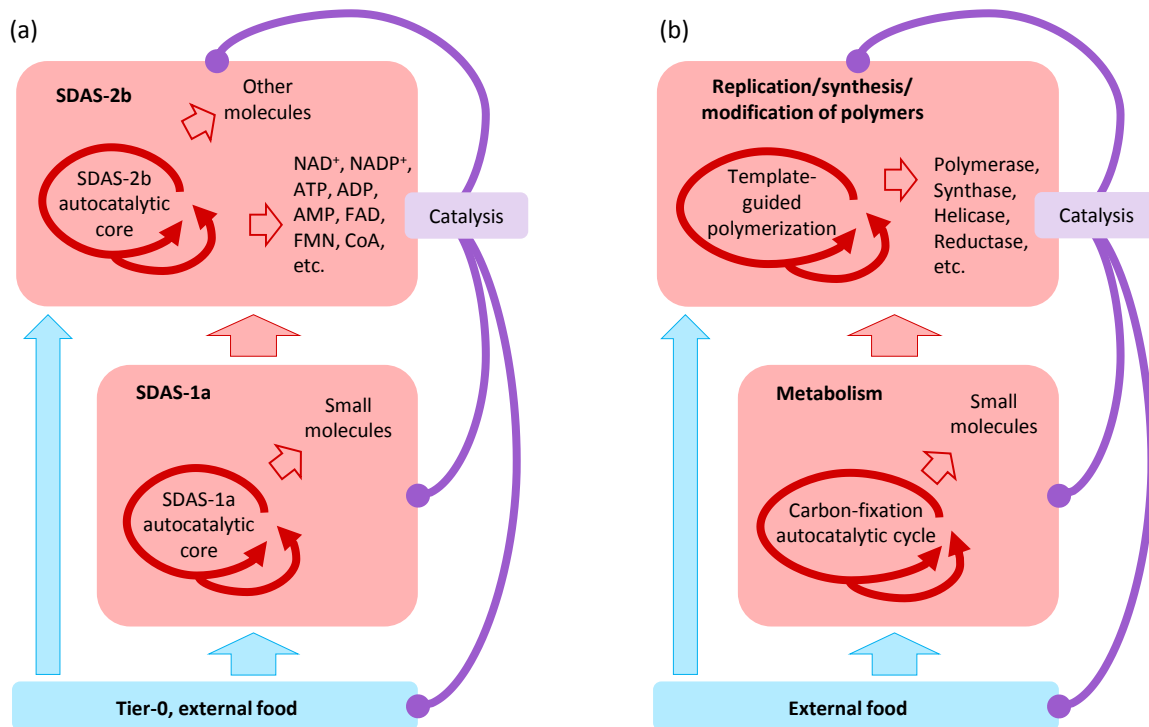 (a)
SDAS-2b
Other
molecules
SDAS-2b
autocatalytic
core
NAD⁺, NADP⁺,
ATP, ADP,
AMP, FAD,
FMN, CoA,
etc.
Catalysis
SDAS-1a
Small
molecules
SDAS-1a
autocatalytic
core
Tier-0, external food
(b)
Replication/synthesis/
modification of polymers
Template-
guided
polymerization
Polymerase,
Synthase,
Helicase,
Reductase,
etc.
Catalysis
Metabolism
Small
molecules
Carbon-fixation
autocatalytic cycle
External food